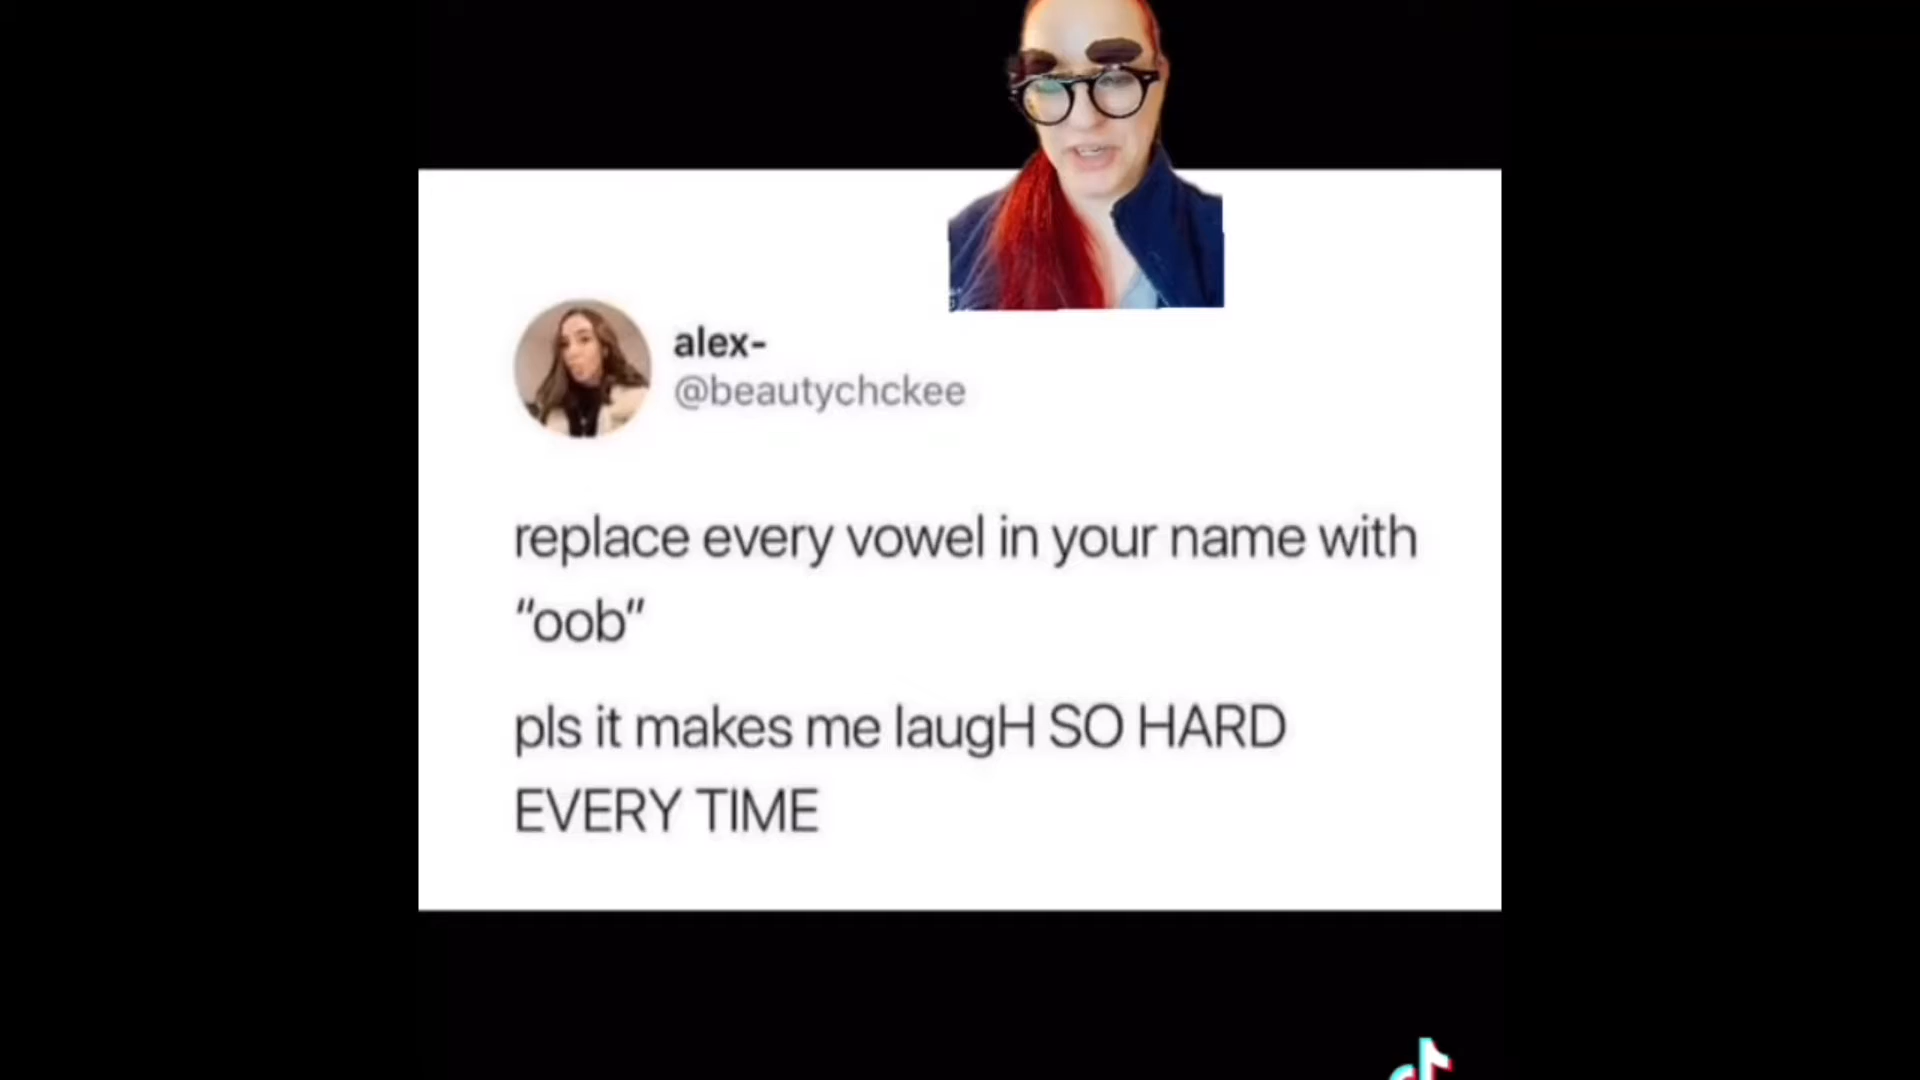 alex-
@beautychckee
replace every vowel in your name with
“oob”
pls it makes me laugH SO HARD
EVERY TIME